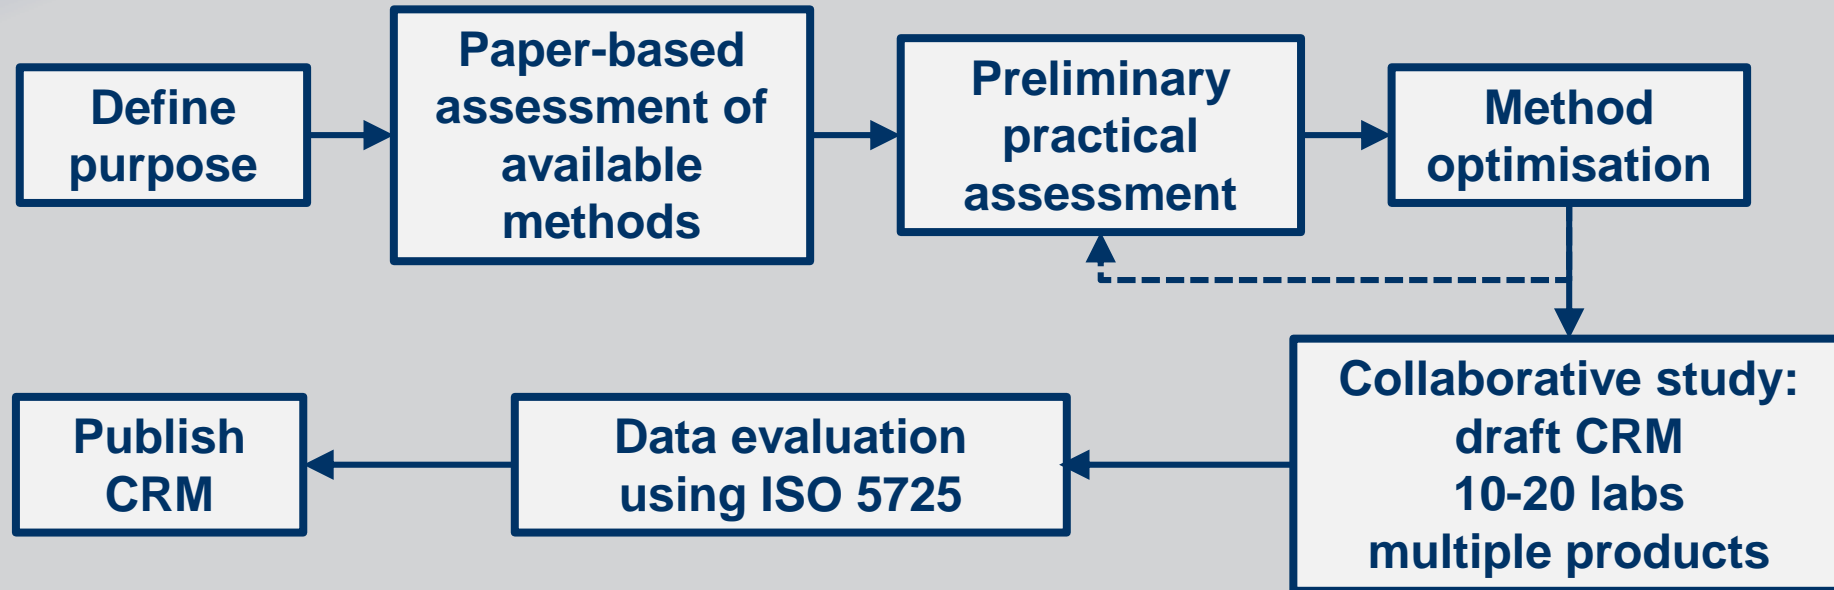 Define
purpose
Paper-based
assessment of
available
methods
Preliminary
practical
assessment
Method
optimisation
Collaborative study:
draft CRM
10-20 labs
multiple products
Data evaluation
using ISO 5725
Publish
CRM